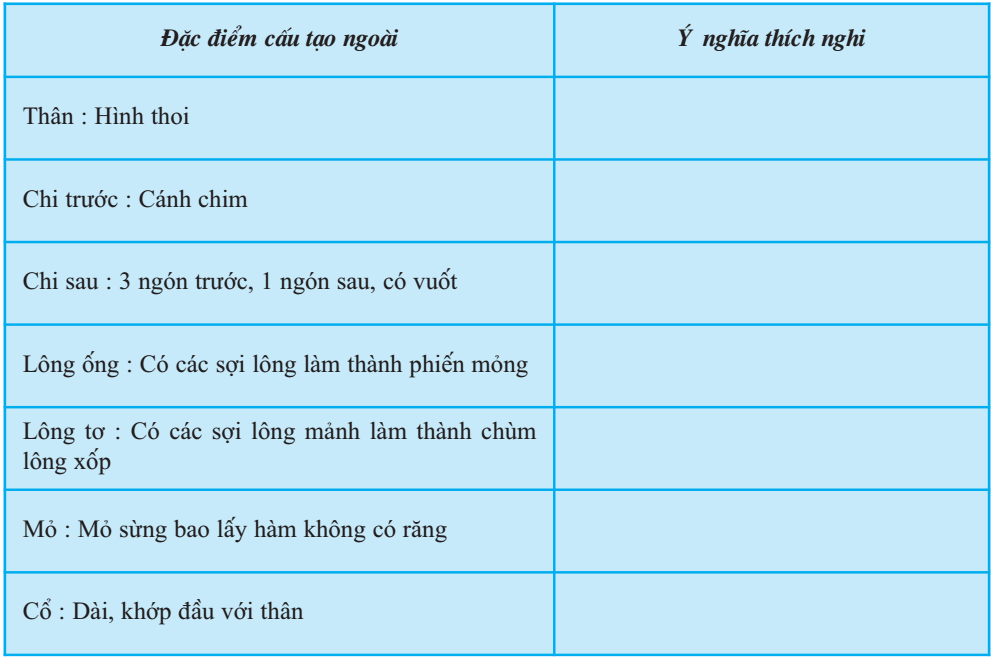 Đặc điểm cấu tạo ngoài
Ý nghĩa thích nghi
Thân : Hình thoi
Chi trước : Cánh chim
Chi sau : 3 ngón trước, 1 ngón sau, có vuốt
Lông ống : Có các sợi lông làm thành phiến mỏng
Lông tơ : Có các sợi lông mảnh làm thành chùm
lông xốp
Mỏ : Mỏ sừng bao lấy hàm không có răng
Cổ : Dài, khớp đầu với thân